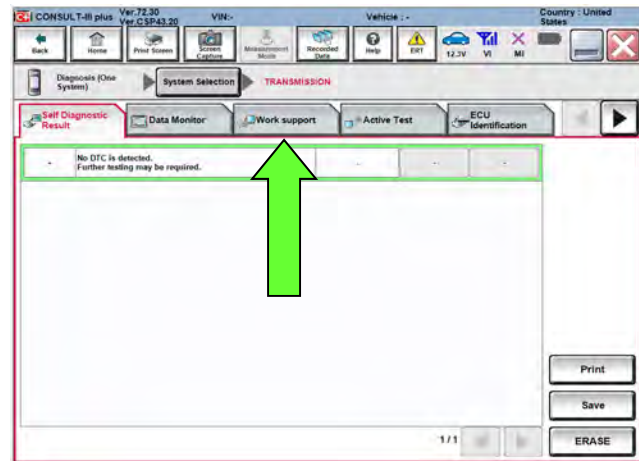 CONSULT-III plus
Ver.72.30
Ver.CSP43.20
VIN:-
Vehicle : -
Country : United
States
Back
Home
Print Screen
Screen
Capture
Measurement
Mode
Recorded
Data
Help
ERT
12.3V
VI
MI
Diagnosis (One
System)
System Selection
TRANSMISSION
Self Diagnostic
Result
Data Monitor
Work support
Active Test
ECU
Identification
-
No DTC is detected.
Further testing may be required.
-
-
-
Print
Save
1/1
ERASE